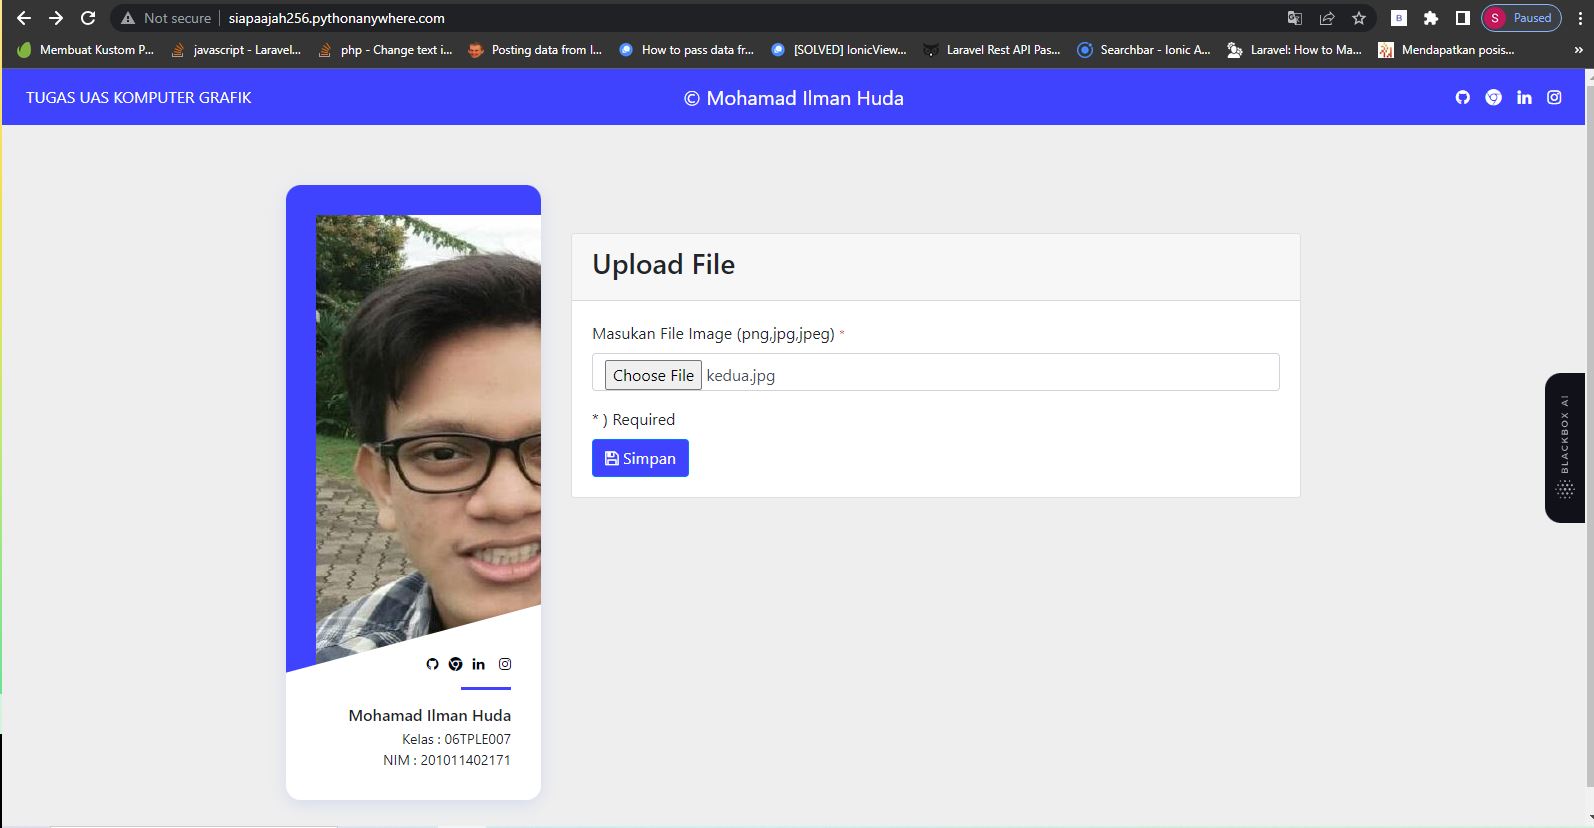 Not secure siapaajah256.pythonanywhere.com S Paused
Membuat Kustom P... javascript - Laravel... php - Change text i... Posting data from I... How to pass data fr... [SOLVED] IonicView... Laravel Rest API Pas... Searchbar - Ionic A... Laravel: How to Ma... Mendapatkan posis... »
TUGAS UAS KOMPUTER GRAFIK © Mohamad Ilman Huda
Upload File
Masukan File Image (png,jpg,jpeg) *
Choose File kedua.jpg
* ) Required
Simpan
BLACKBOX AI
Mohamad Ilman Huda
Kelas : 06TPLE007
NIM : 201011402171